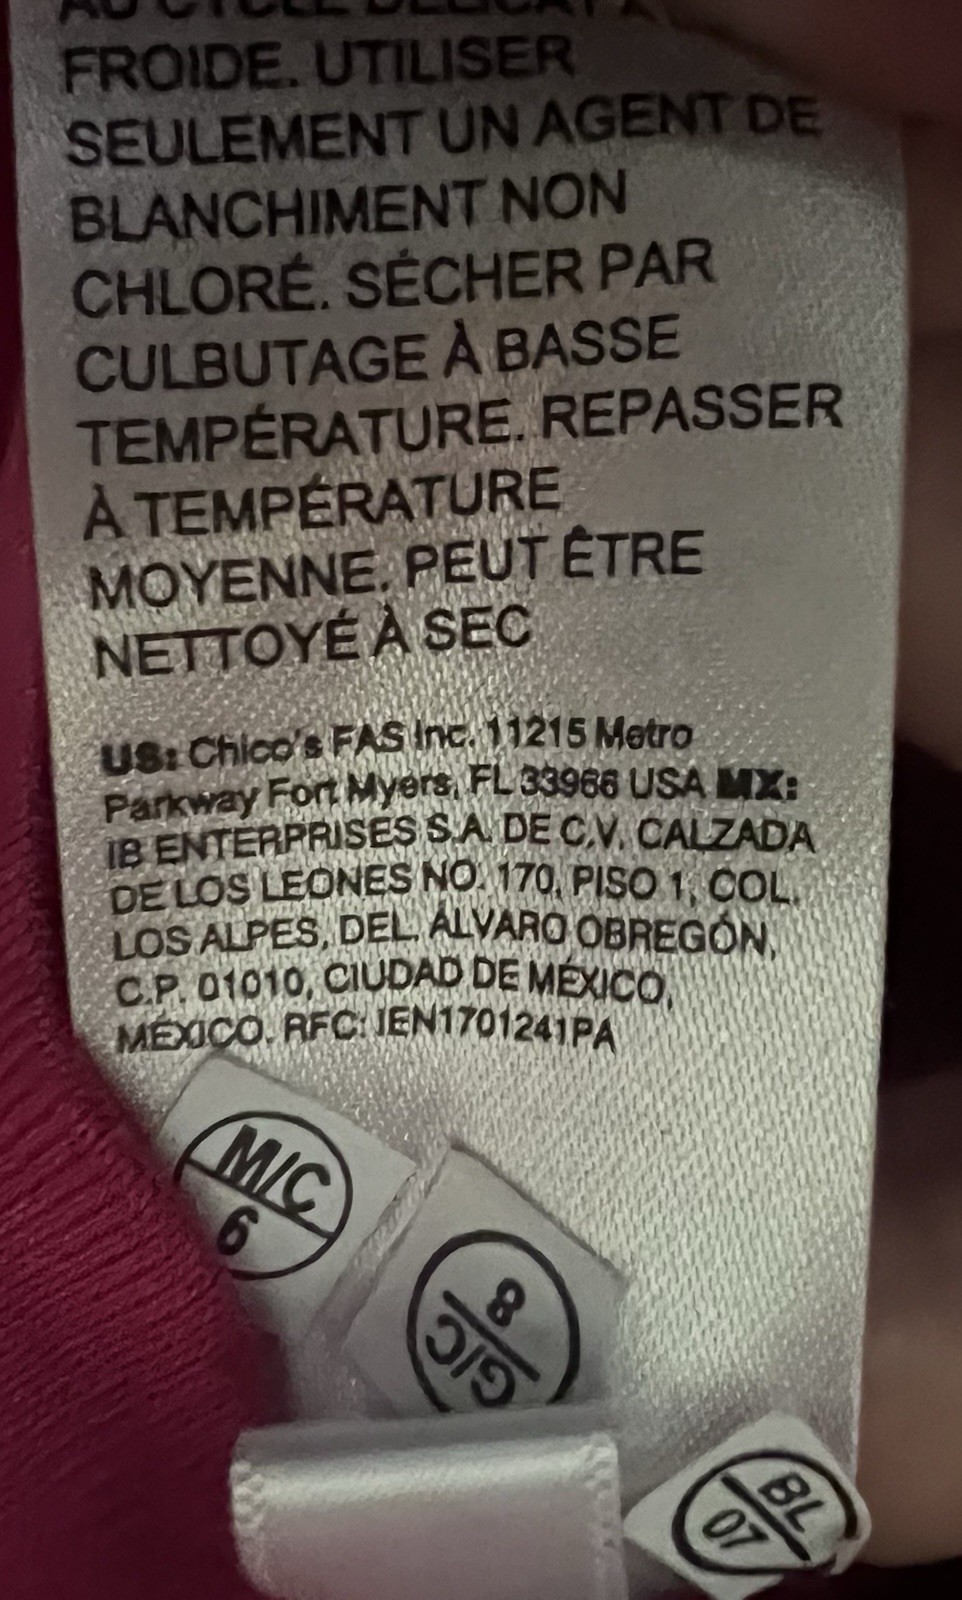 AU CYCLE DÉLICAT À
FROIDE. UTILISER
SEULEMENT UN AGENT DE
BLANCHIMENT NON
CHLORÉ. SÉCHER PAR
CULBUTAGE À BASSE
TEMPÉRATURE. REPASSER
À TEMPÉRATURE
MOYENNE. PEUT ÊTRE
NETTOYÉ À SEC
US: Chico's FAS Inc. 11215 Metro
Parkway Fort Myers, FL 33966 USA MX:
IB ENTERPRISES S.A. DE C.V. CALZADA
DE LOS LEONES NO. 170, PISO 1, COL.
LOS ALPES, DEL. ÁLVARO OBREGÓN,
C.P. 01010, CIUDAD DE MÉXICO,
MÉXICO. RFC: IEN1701241PA
M/C
6
G/C
8
BL
07